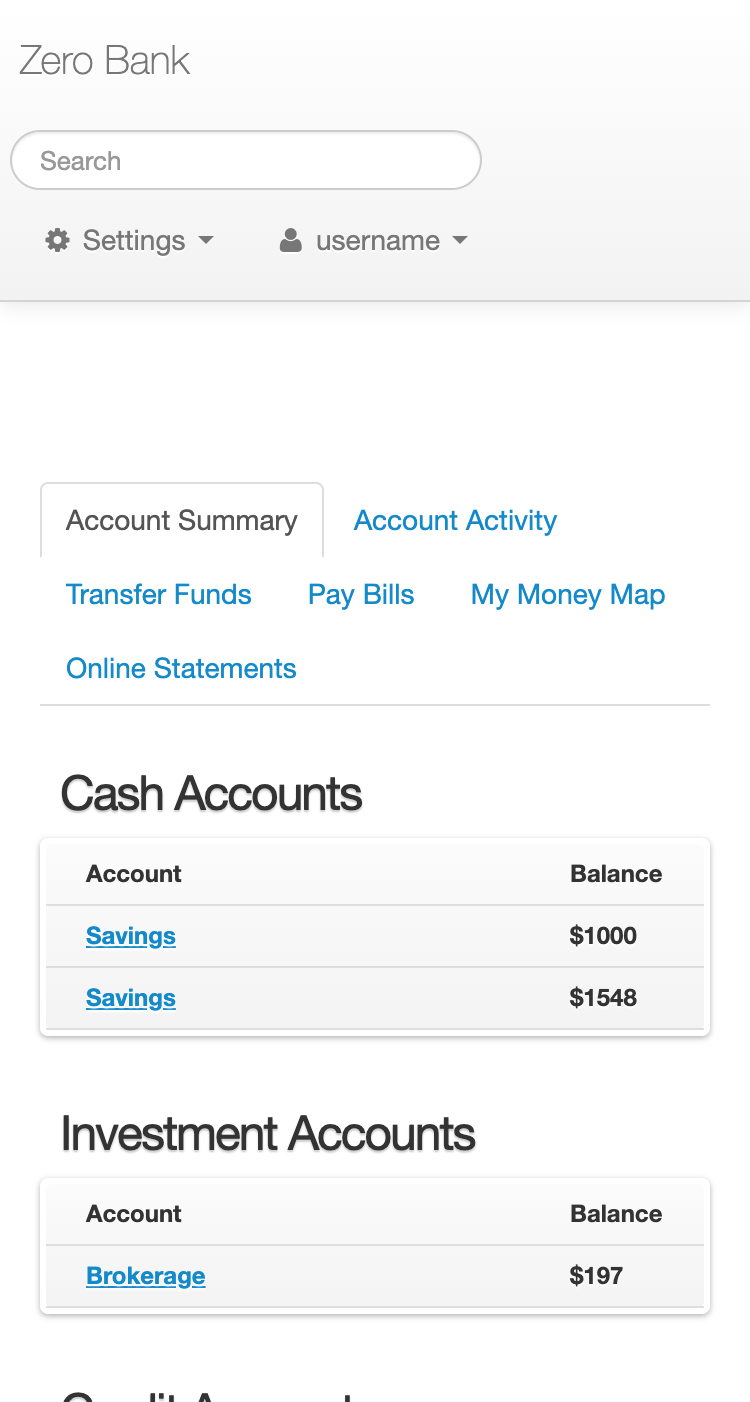 Zero Bank
Search
Settings username
Account Summary Account Activity
Transfer Funds Pay Bills My Money Map
Online Statements
Cash Accounts
Account Balance
Savings $1000
Savings $1548
Investment Accounts
Account Balance
Brokerage $197